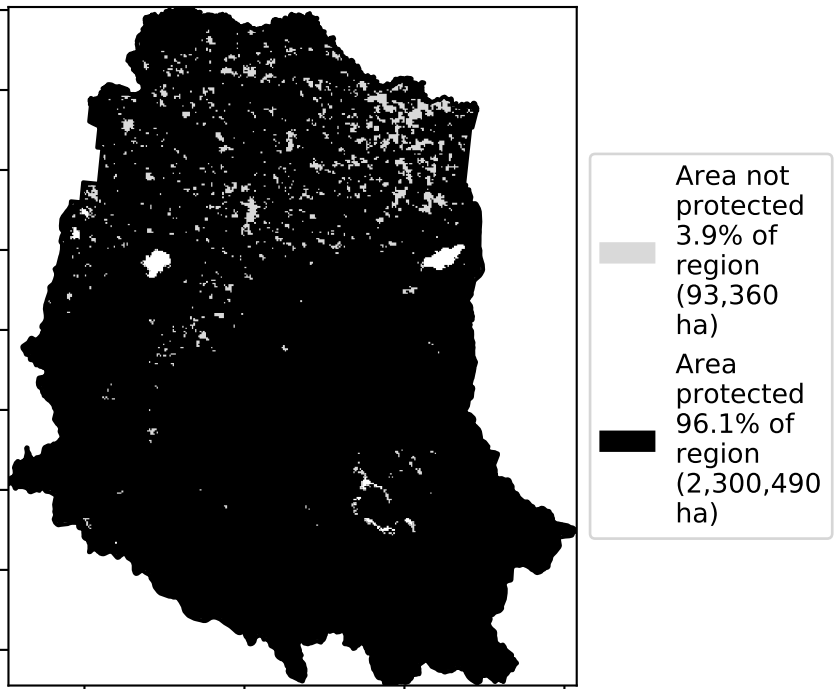 Area not
protected
3.9% of
region
(93,360
ha)
Area
protected
96.1% of
region
(2,300,490
ha)